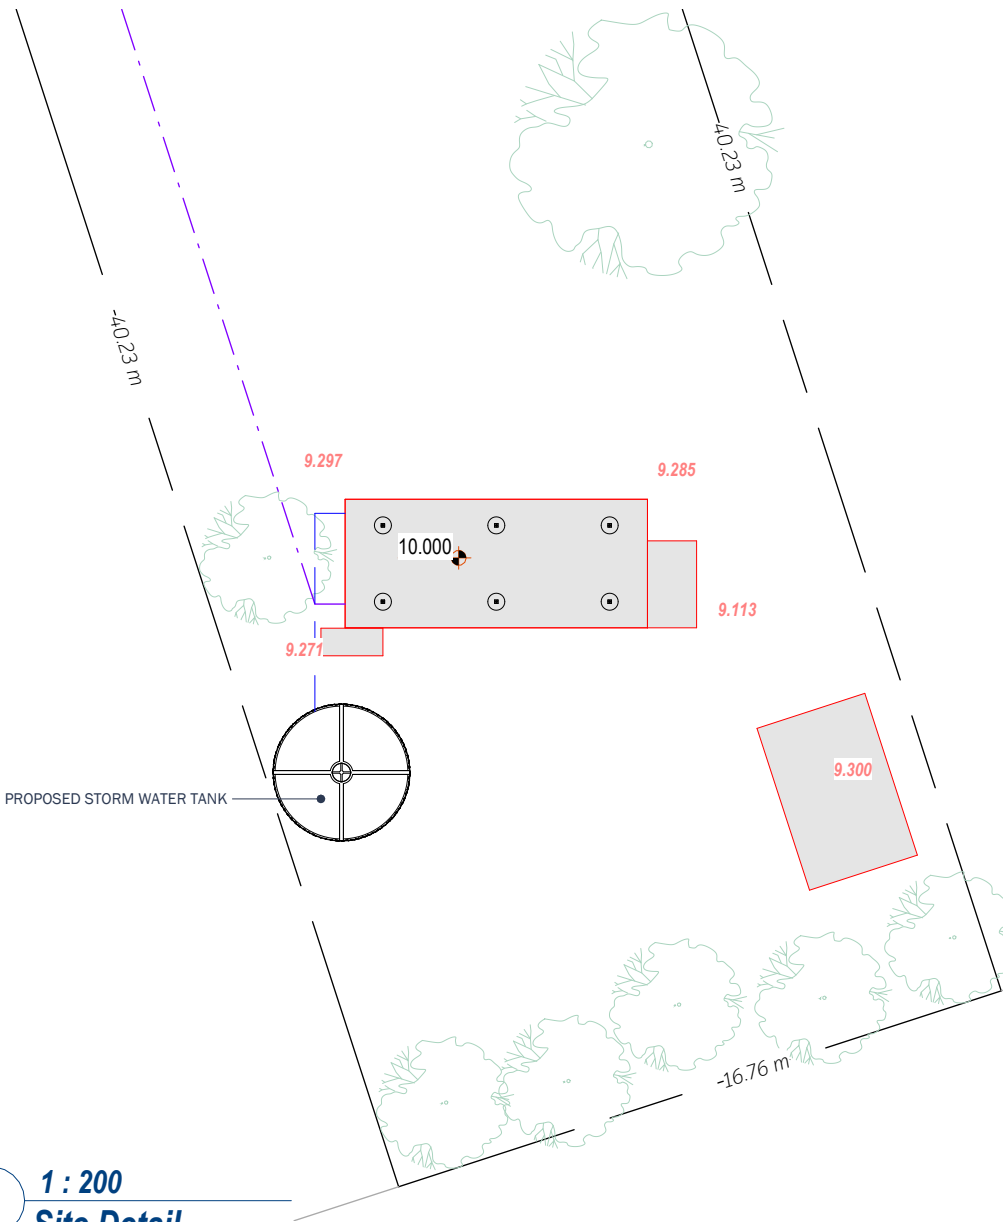 40.23 m
-40.23 m
9.297
9.285
10.000
9.113
9.271
9.300
PROPOSED STORM WATER TANK
-16.76 m
1 : 200
Site Detail